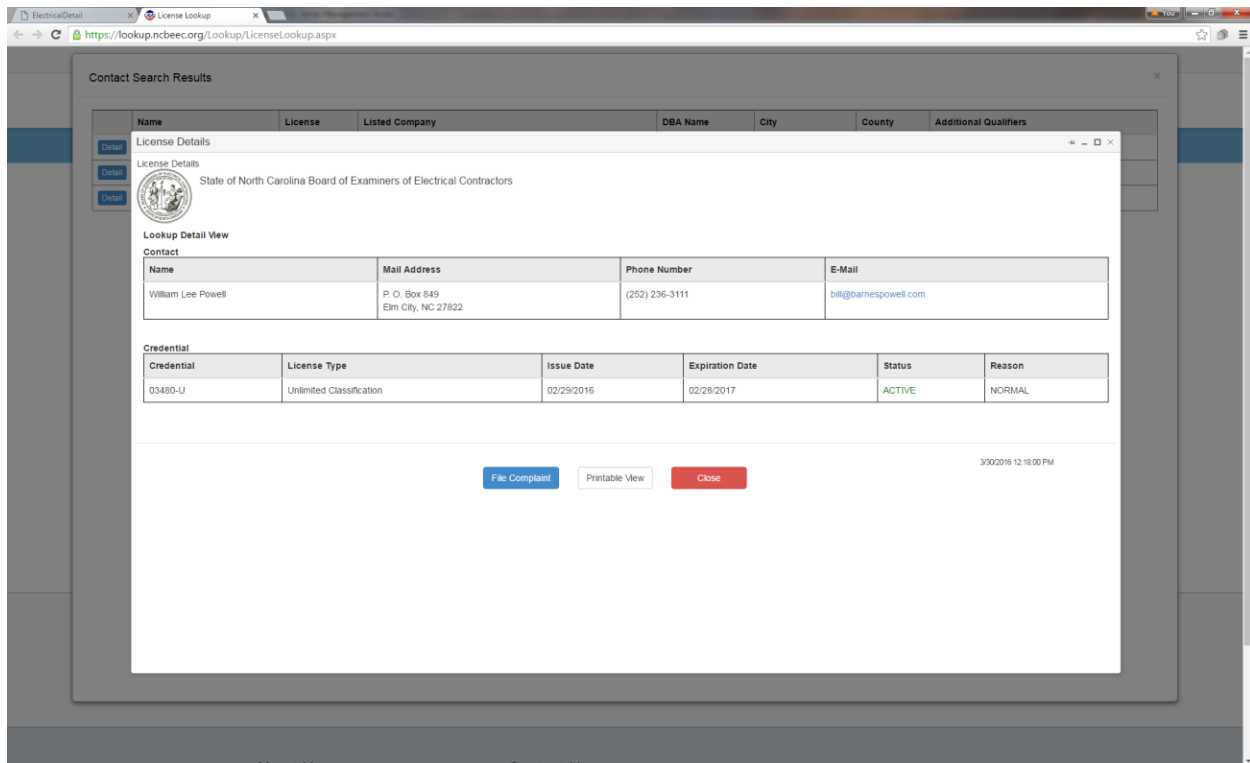 ElectricalDetail
License Lookup
You
https://lookup.ncbeec.org/Lookup/LicenseLookup.aspx
Contact Search Results
Name License Listed Company DBA Name City County Additional Qualifiers
Detail
Detail
Detail
License Details
License Details
State of North Carolina Board of Examiners of Electrical Contractors
Lookup Detail View
Contact
Name Mail Address Phone Number E-Mail
William Lee Powell P. O. Box 849 (252) 236-3111 bill@barnespowell.com
Elm City, NC 27822
Credential
Credential License Type Issue Date Expiration Date Status Reason
03480-U Unlimited Classification 02/29/2016 02/28/2017 ACTIVE NORMAL
3/30/2016 12:18:00 PM
File Complaint Printable View Close